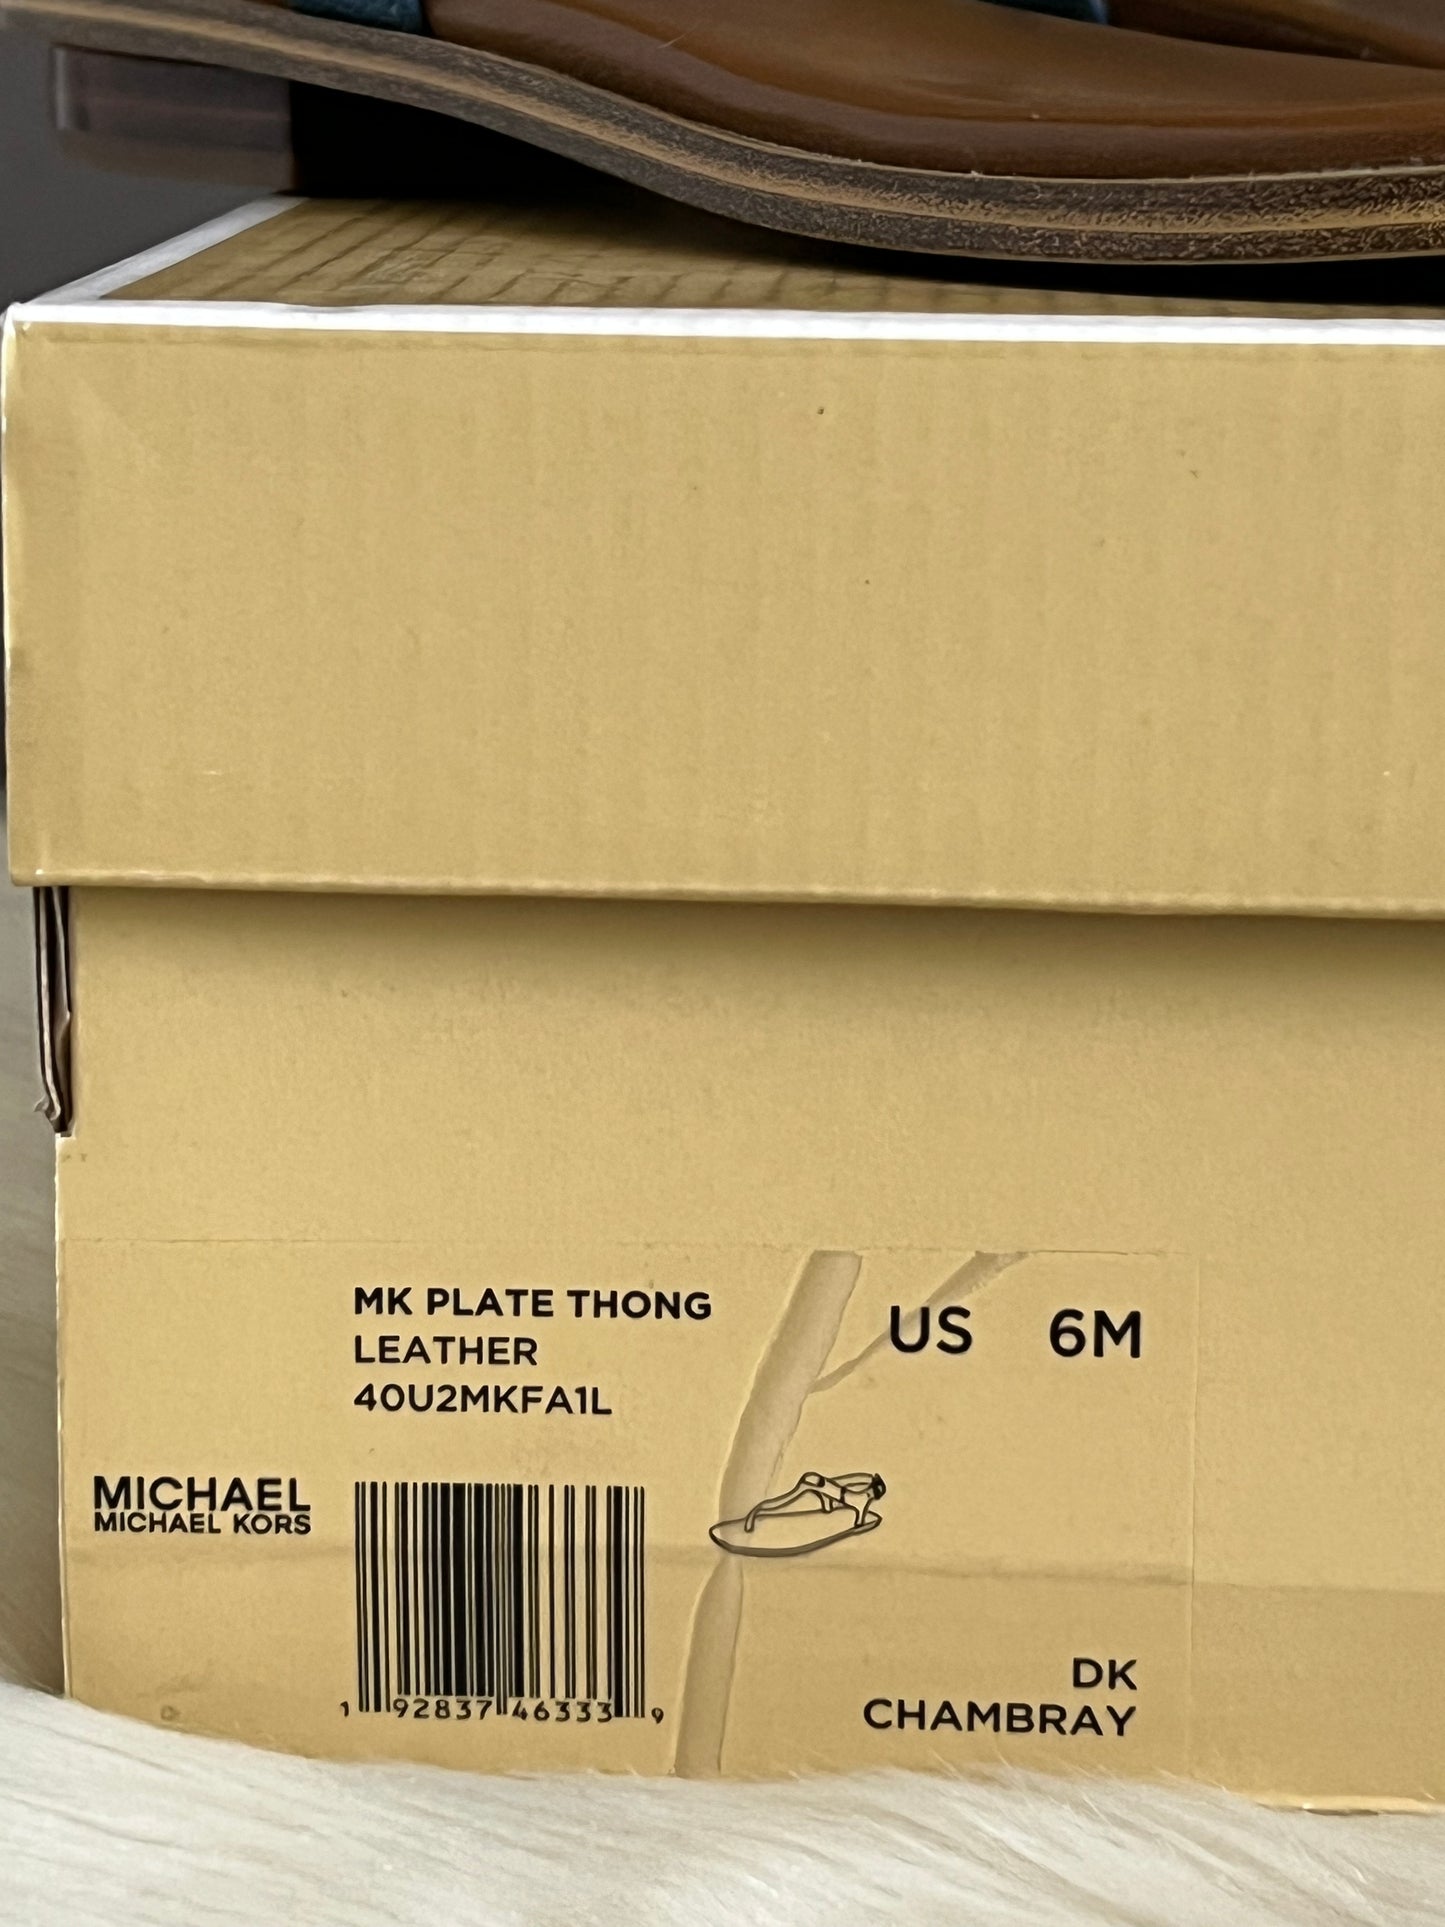 MK PLATE THONG
LEATHER
40U2MKFA1L
US 6M
MICHAEL
MICHAEL KORS
1 92837 46333 9
DK
CHAMBRAY